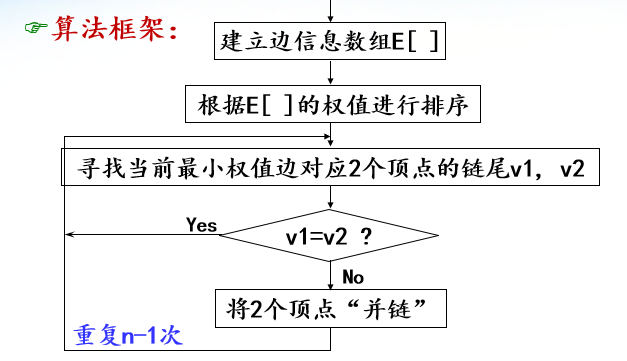 ☞算法框架：
建立边信息数组E[ ]
根据E[ ]的权值进行排序
寻找当前最小权值边对应2个顶点的链尾v1, v2
Yes
v1=v2 ?
No
将2个顶点“并链”
重复n-1次